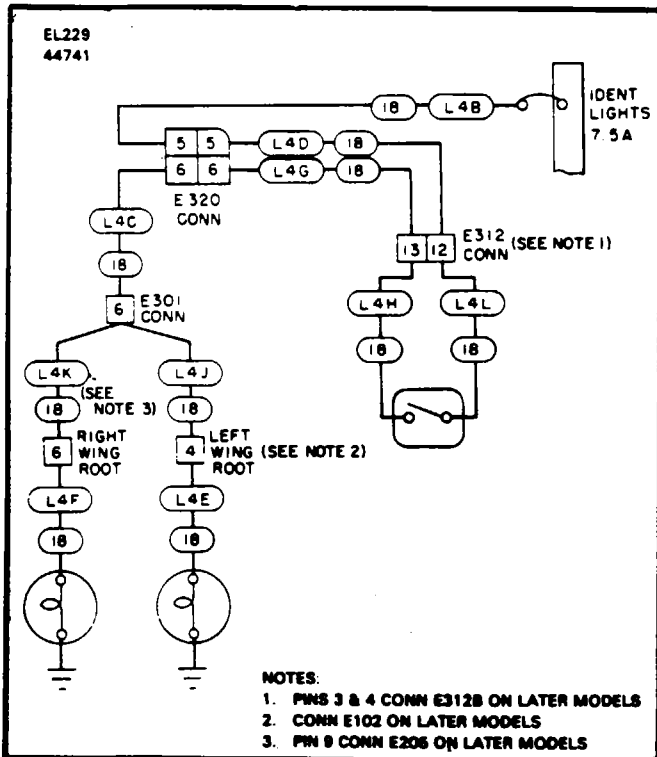 EL229
44741
18 L4B
IDENT
LIGHTS
7.5A
5 5 L4D 18
6 6 L4G 18
E320
CONN
L4C
18
13 12 E312
CONN (SEE NOTE 1)
6 E301
CONN
L4H L4L
18 18
L4K L4J
(SEE
NOTE 3)
18 18
6 RIGHT
WING
ROOT
4 LEFT
WING (SEE NOTE 2)
ROOT
L4F L4E
18 18
NOTES:
1. PINS 3 & 4 CONN E312B ON LATER MODELS
2. CONN E102 ON LATER MODELS
3. PIN 9 CONN E206 ON LATER MODELS